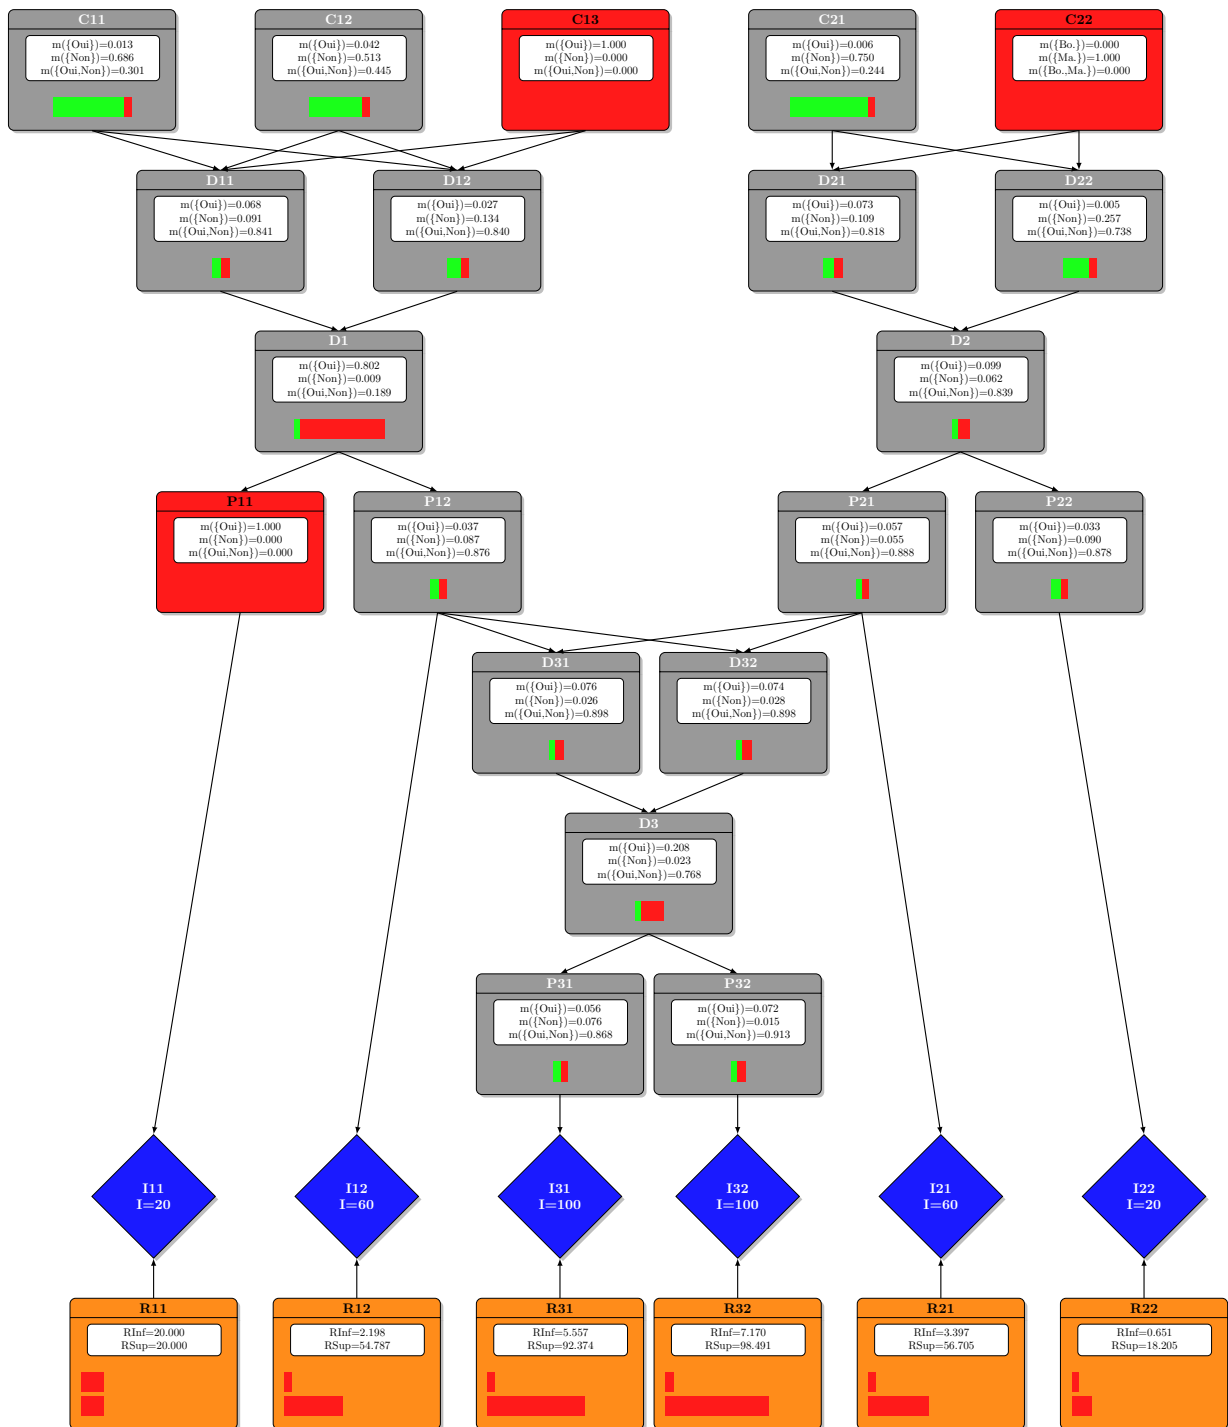 C11
m({Oui})=0.013
m({Non})=0.686
m({Oui,Non})=0.301
C12
m({Oui})=0.042
m({Non})=0.513
m({Oui,Non})=0.445
C13
m({Oui})=1.000
m({Non})=0.000
m({Oui,Non})=0.000
C21
m({Oui})=0.006
m({Non})=0.750
m({Oui,Non})=0.244
C22
m({Bo.})=0.000
m({Ma.})=1.000
m({Bo.,Ma.})=0.000
D11
m({Oui})=0.068
m({Non})=0.091
m({Oui,Non})=0.841
D12
m({Oui})=0.027
m({Non})=0.134
m({Oui,Non})=0.840
D21
m({Oui})=0.073
m({Non})=0.109
m({Oui,Non})=0.818
D22
m({Oui})=0.005
m({Non})=0.257
m({Oui,Non})=0.738
D1
m({Oui})=0.802
m({Non})=0.009
m({Oui,Non})=0.189
D2
m({Oui})=0.099
m({Non})=0.062
m({Oui,Non})=0.839
P11
m({Oui})=1.000
m({Non})=0.000
m({Oui,Non})=0.000
P12
m({Oui})=0.037
m({Non})=0.087
m({Oui,Non})=0.876
P21
m({Oui})=0.057
m({Non})=0.055
m({Oui,Non})=0.888
P22
m({Oui})=0.033
m({Non})=0.090
m({Oui,Non})=0.878
D31
m({Oui})=0.076
m({Non})=0.026
m({Oui,Non})=0.898
D32
m({Oui})=0.074
m({Non})=0.028
m({Oui,Non})=0.898
D3
m({Oui})=0.208
m({Non})=0.023
m({Oui,Non})=0.768
P31
m({Oui})=0.056
m({Non})=0.076
m({Oui,Non})=0.868
P32
m({Oui})=0.072
m({Non})=0.015
m({Oui,Non})=0.913
I11
I=20
I12
I=60
I31
I=100
I32
I=100
I21
I=60
I22
I=20
R11
RInf=20.000
RSup=20.000
R12
RInf=2.198
RSup=54.787
R31
RInf=5.557
RSup=92.374
R32
RInf=7.170
RSup=98.491
R21
RInf=3.397
RSup=56.705
R22
RInf=0.651
RSup=18.205